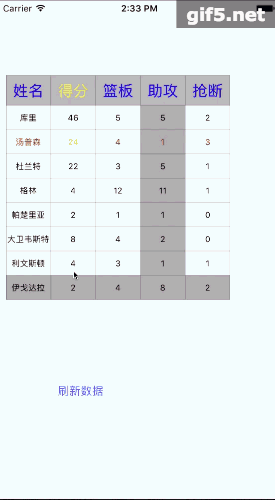 Carrier 2:33 PM
gif5.net
姓名 得分 篮板 助攻 抢断
库里 46 5 5 2
汤普森 24 4 1 3
杜兰特 22 3 5 1
格林 4 12 11 1
帕楚里亚 2 1 1 0
大卫韦斯特 8 4 2 0
利文斯顿 4 3 1 1
伊戈达拉 2 4 8 2
刷新数据